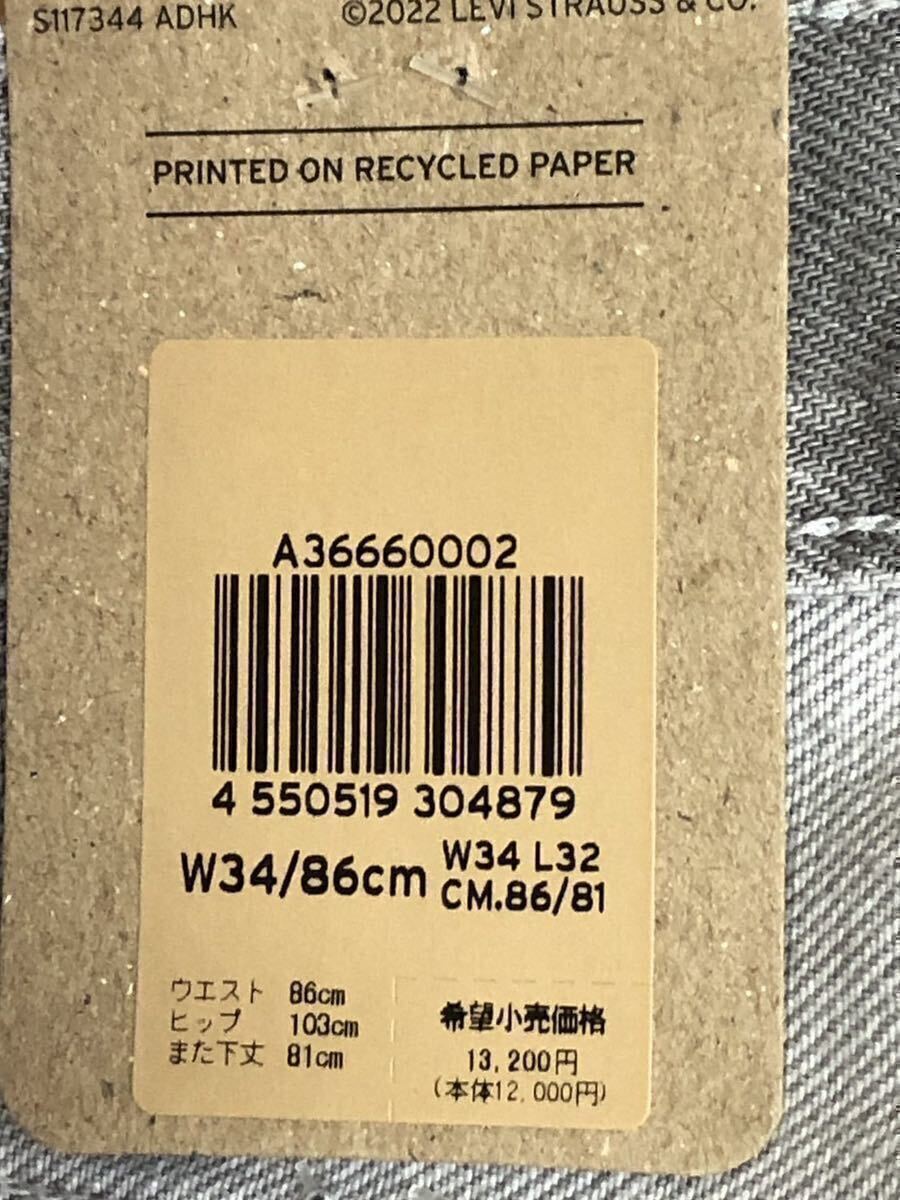 S117344 ADHK
©2022 LEVI STRAUSS & CO.
PRINTED ON RECYCLED PAPER
A36660002
4 550519 304879
W34/86cm
W34 L32
CM.86/81
ウエスト 86cm
ヒップ 103cm
また下丈 81cm
希望小売価格
13,200円
(本体12,000円)